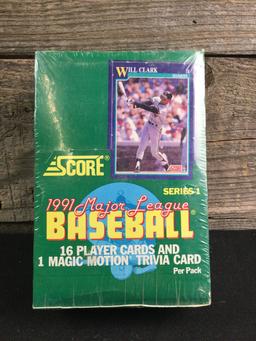 WILL CLARK
SCORE
SERIES 1
1991 Major League
BASEBALL
16 PLAYER CARDS AND
1 MAGIC MOTION TRIVIA CARD
Per Pack